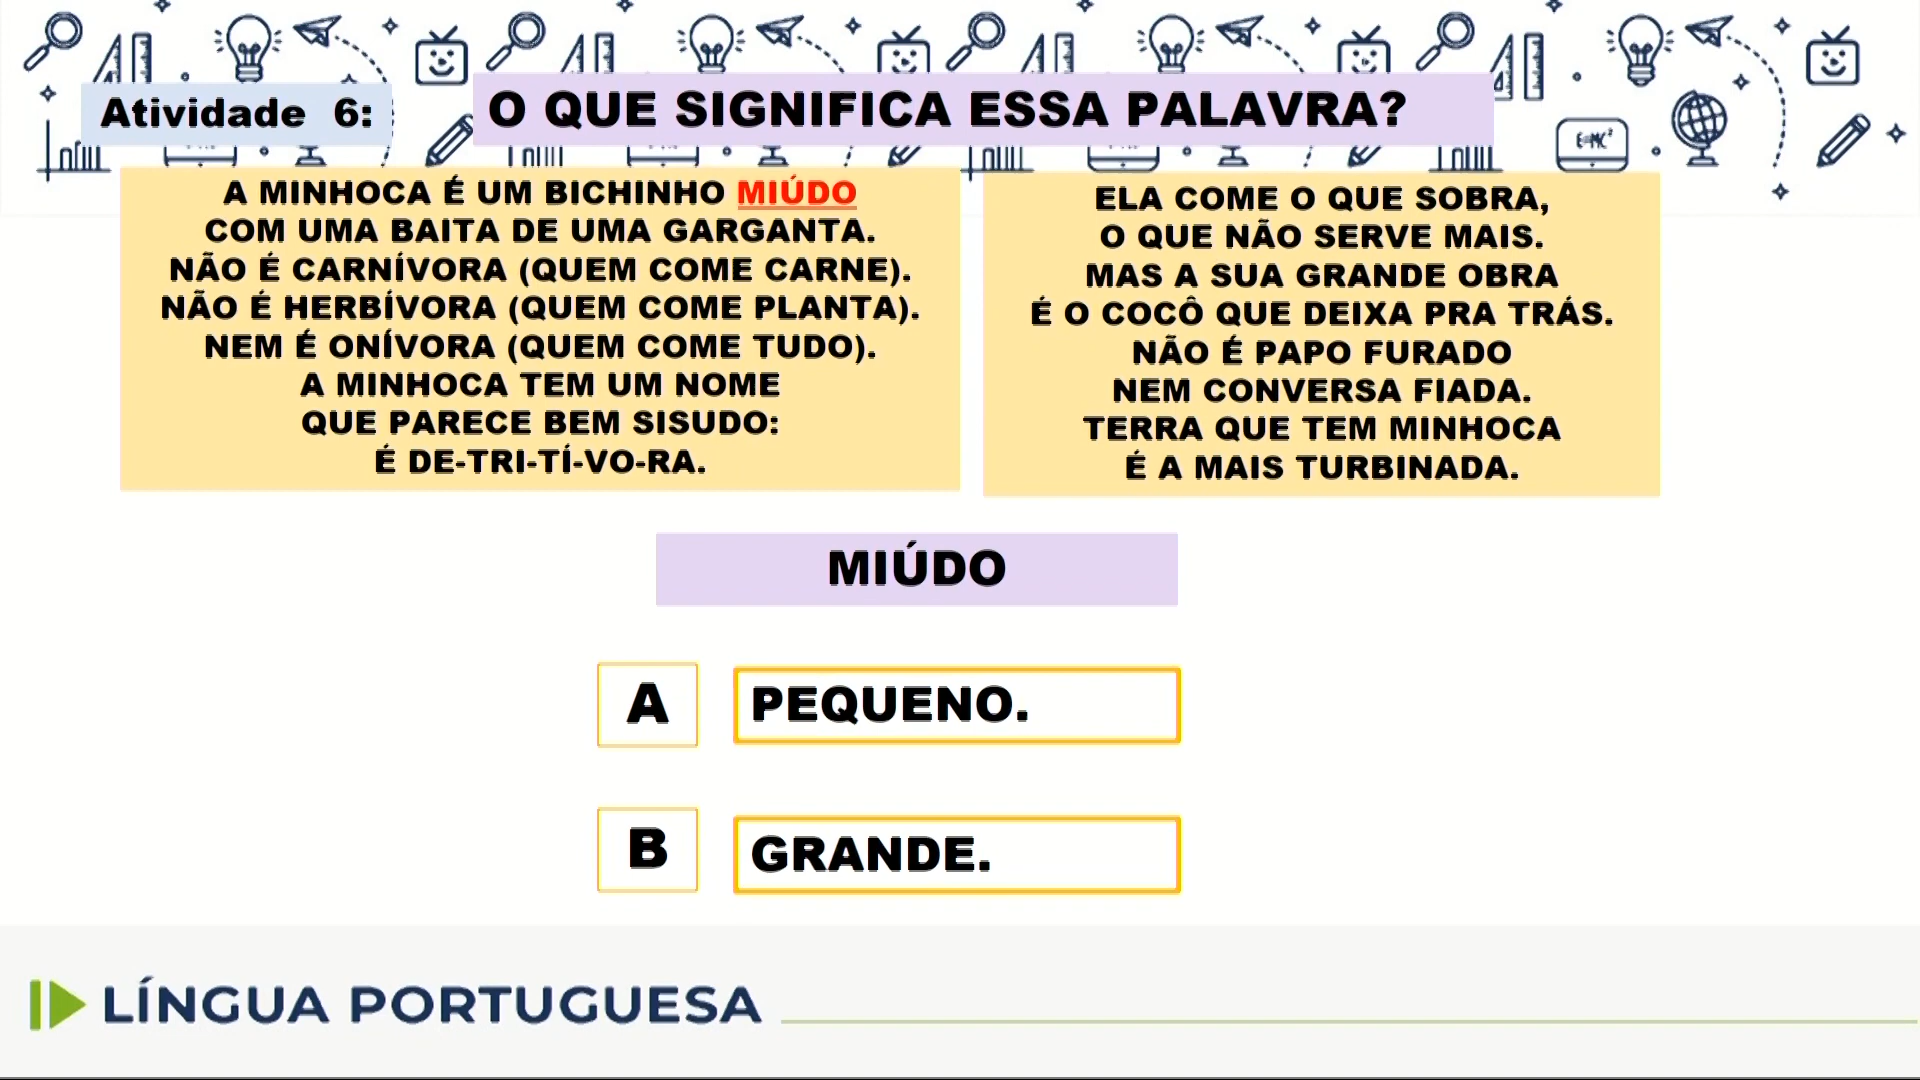 Atividade 6:
O QUE SIGNIFICA ESSA PALAVRA?
A MINHOCA É UM BICHINHO MIÚDO
COM UMA BAITA DE UMA GARGANTA.
NÃO É CARNÍVORA (QUEM COME CARNE).
NÃO É HERBÍVORA (QUEM COME PLANTA).
NEM É ONÍVORA (QUEM COME TUDO).
A MINHOCA TEM UM NOME
QUE PARECE BEM SISUDO:
É DE-TRI-TÍ-VO-RA.
ELA COME O QUE SOBRA,
O QUE NÃO SERVE MAIS.
MAS A SUA GRANDE OBRA
É O COCÔ QUE DEIXA PRA TRÁS.
NÃO É PAPO FURADO
NEM CONVERSA FIADA.
TERRA QUE TEM MINHOCA
É A MAIS TURBINADA.
MIÚDO
A PEQUENO.
B GRANDE.
LÍNGUA PORTUGUESA
E=MC²